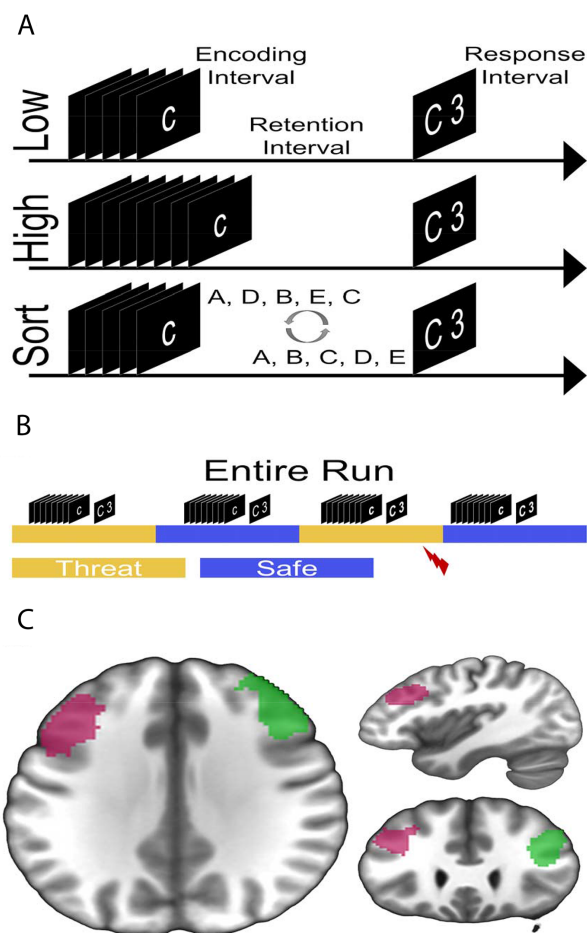 A
Encoding
Interval
Response
Interval
Low
C
Retention
Interval
C 3
High
C
C 3
Sort
C
A, D, B, E, C
A, B, C, D, E
C 3
B
Entire Run
C
C 3
C
C 3
C
C 3
C
C 3
Threat
Safe
C